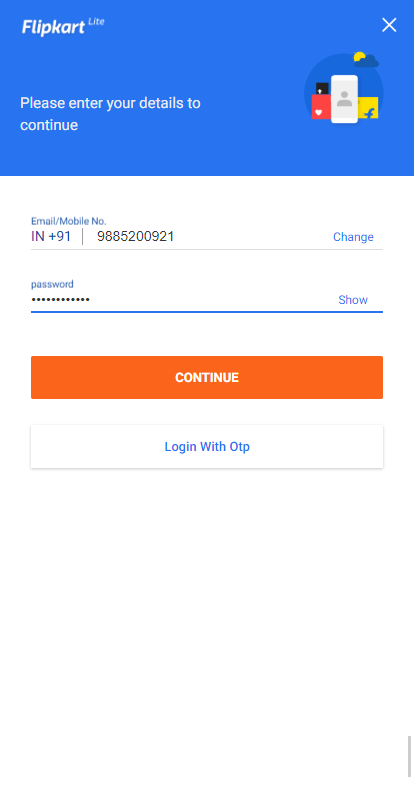 Flipkart Lite
Please enter your details to
continue
Email/Mobile No.
IN +91 9885200921 Change
password
•••••••••••• Show
CONTINUE
Login With Otp